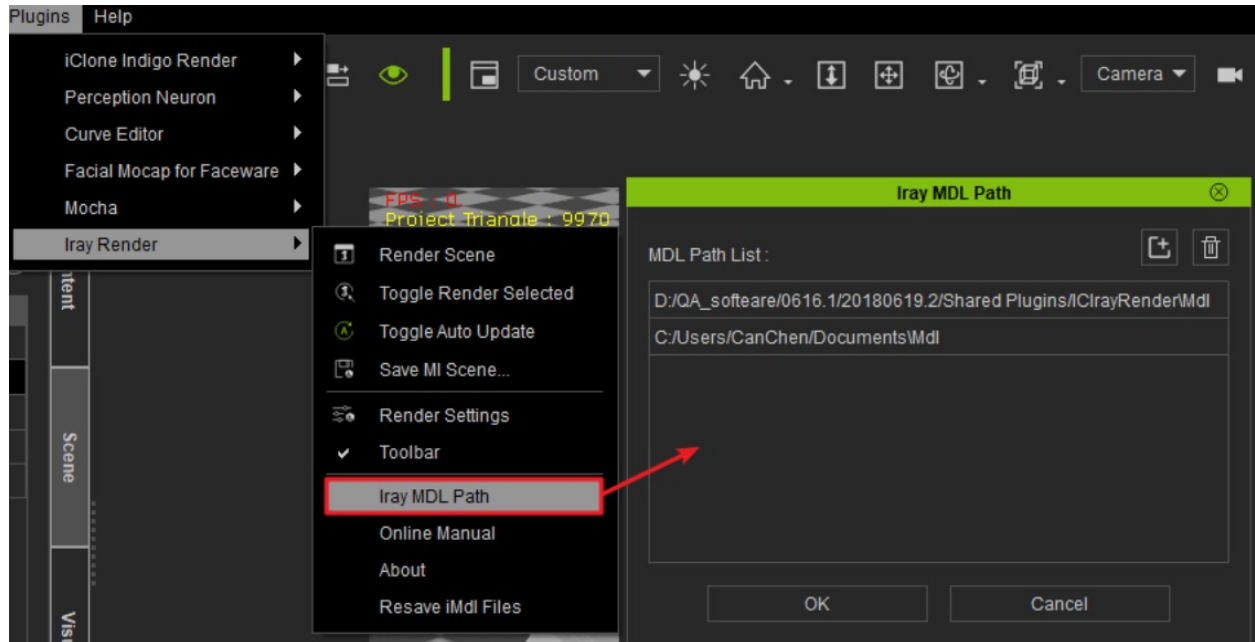 Plugins Help
iClone Indigo Render
Perception Neuron
Curve Editor
Facial Mocap for Faceware
Mocha
Iray Render
Custom
Camera
FPS : 0.
Project Triangle : 9970
Render Scene
Toggle Render Selected
Toggle Auto Update
Save MI Scene...
Render Settings
Toolbar
Iray MDL Path
Online Manual
About
Resave iMdl Files
Iray MDL Path
MDL Path List :
D:/QA_softeare/0616.1/20180619.2/Shared Plugins/ICIrayRender\Mdl
C:/Users/CanChen/Documents\Mdl
OK Cancel
tent
Scene
Visu